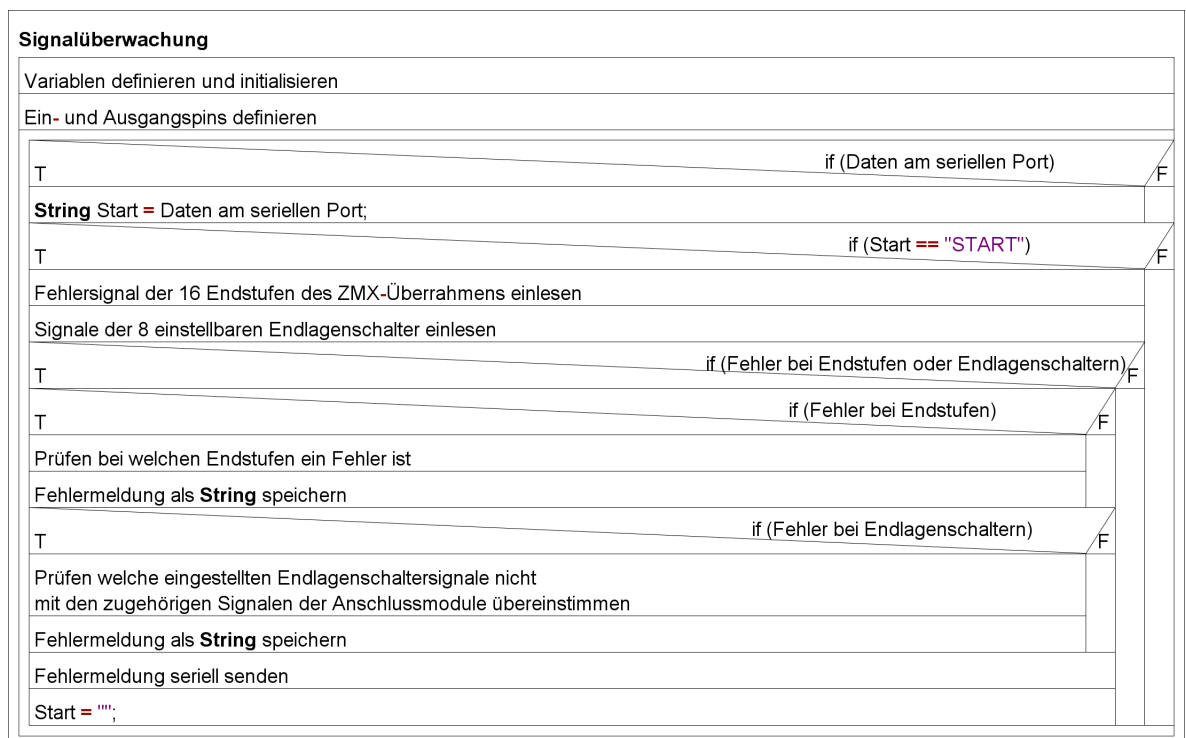 Signalüberwachung
Variablen definieren und initialisieren
Ein- und Ausgangspins definieren
if (Daten am seriellen Port)
T
F
String Start = Daten am seriellen Port;
if (Start == "START")
T
F
Fehlersignal der 16 Endstufen des ZMX-Überrahmens einlesen
Signale der 8 einstellbaren Endlagenschalter einlesen
if (Fehler bei Endstufen oder Endlagenschaltern)
T
F
if (Fehler bei Endstufen)
T
F
Prüfen bei welchen Endstufen ein Fehler ist
Fehlermeldung als String speichern
if (Fehler bei Endlagenschaltern)
T
F
Prüfen welche eingestellten Endlagenschaltersignale nicht
mit den zugehörigen Signalen der Anschlussmodule übereinstimmen
Fehlermeldung als String speichern
Fehlermeldung seriell senden
Start = "";